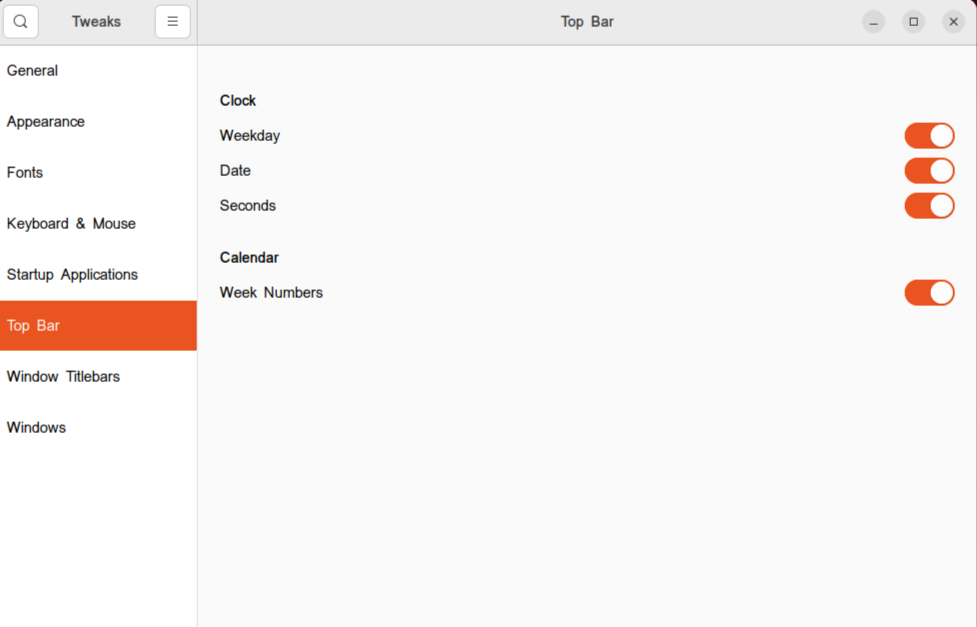 Tweaks
Top Bar
General
Appearance
Fonts
Keyboard & Mouse
Startup Applications
Top Bar
Window Titlebars
Windows
Clock
Weekday
Date
Seconds
Calendar
Week Numbers